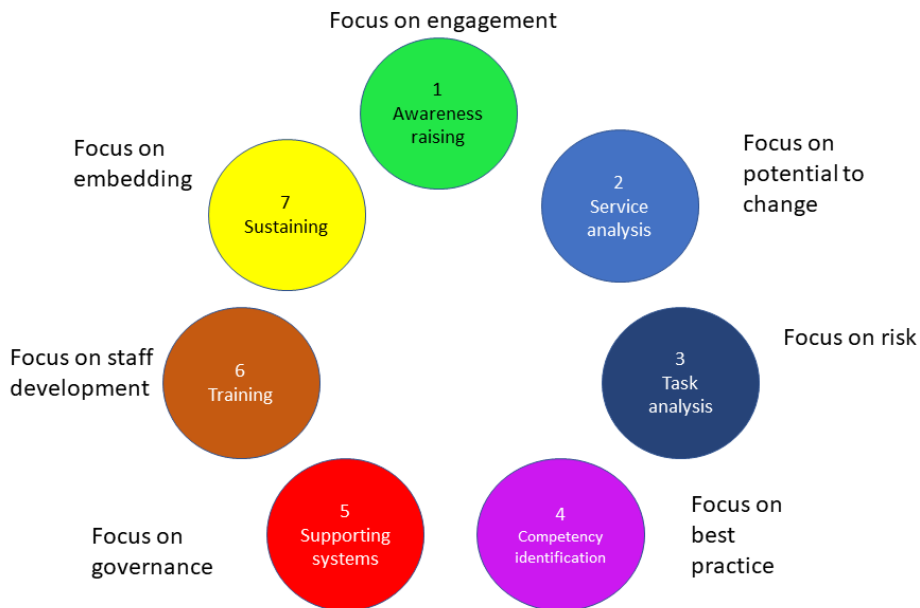 Focus on engagement
1
Awareness
raising
Focus on
potential to
change
2
Service
analysis
Focus on risk
3
Task
analysis
Focus on
best
practice
4
Competency
identification
5
Supporting
systems
Focus on
governance
6
Training
Focus on staff
development
7
Sustaining
Focus on
embedding